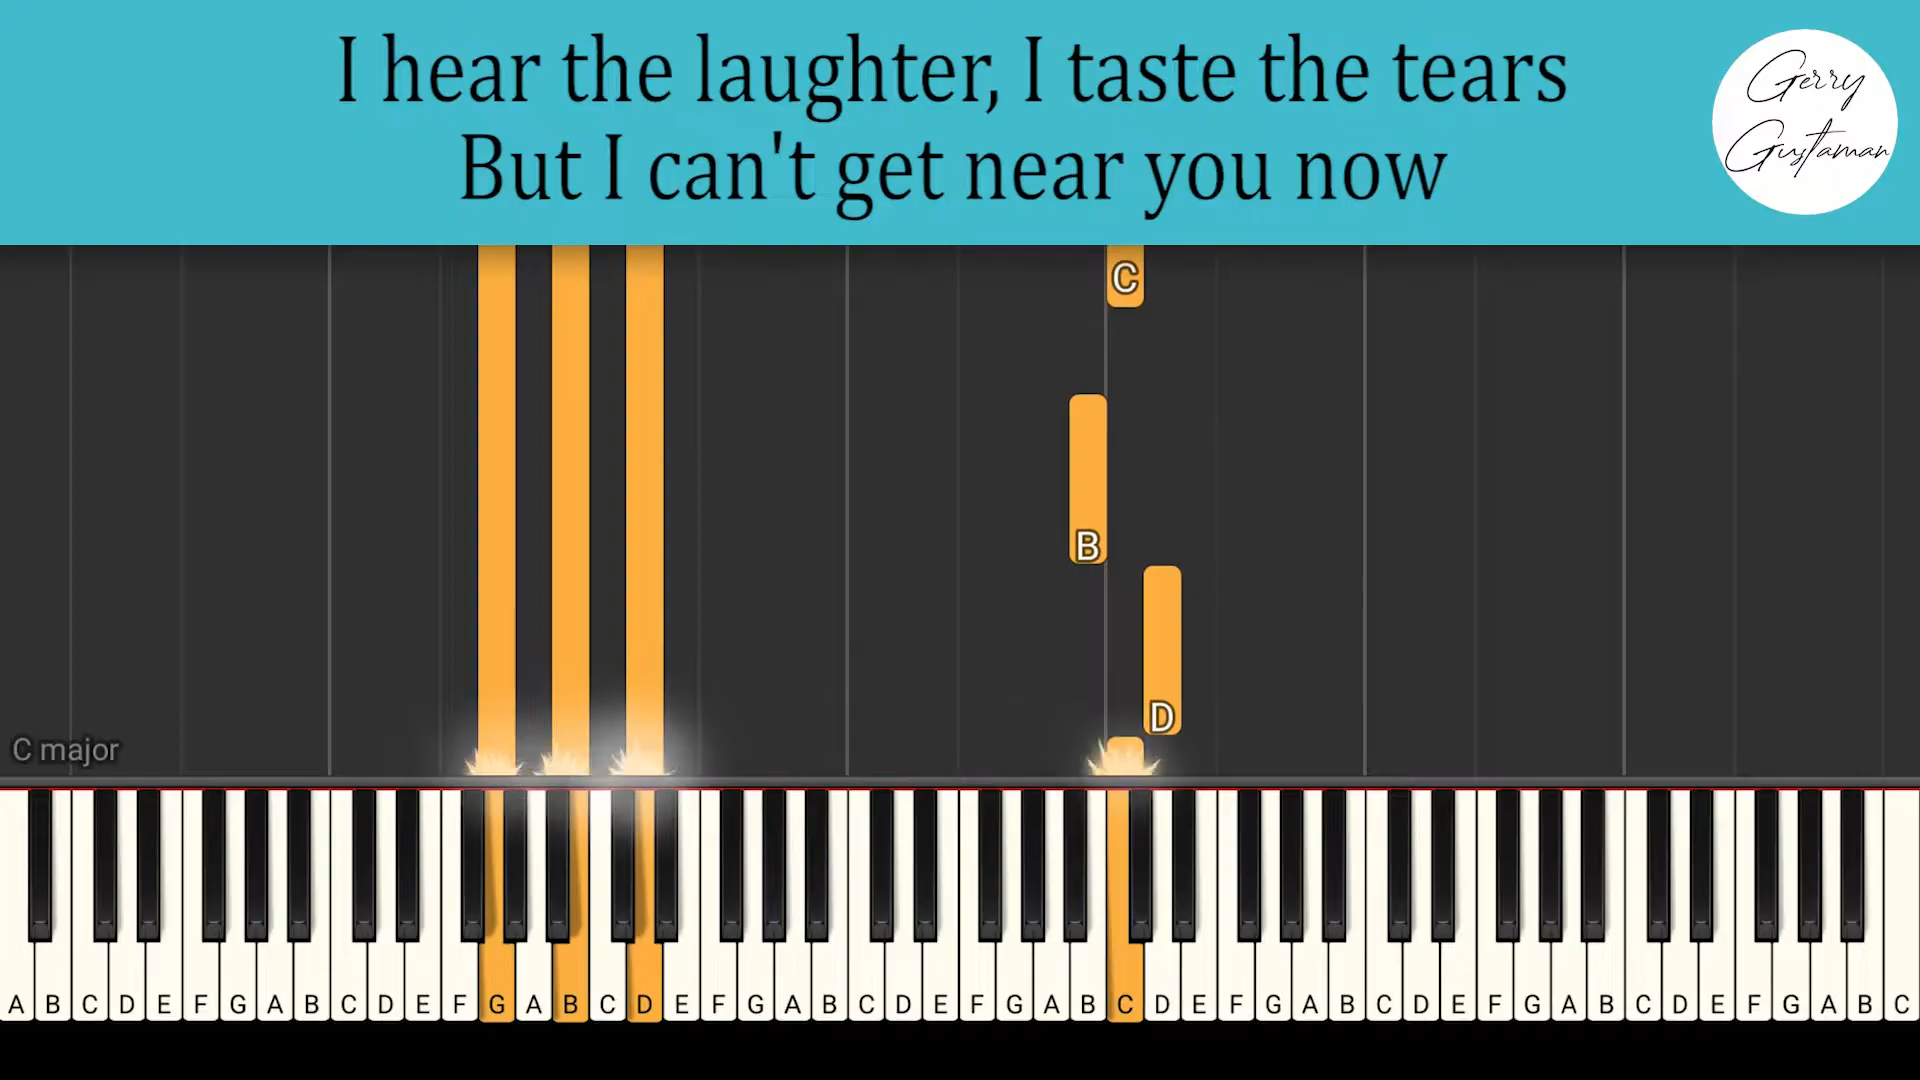 I hear the laughter, I taste the tears
But I can't get near you now
Gerry
Gustaman
C
B
D
C major
A B C D E F G A B C D E F G A B C D E F G A B C D E F G A B C D E F G A B C D E F G A B C D E F G A B C